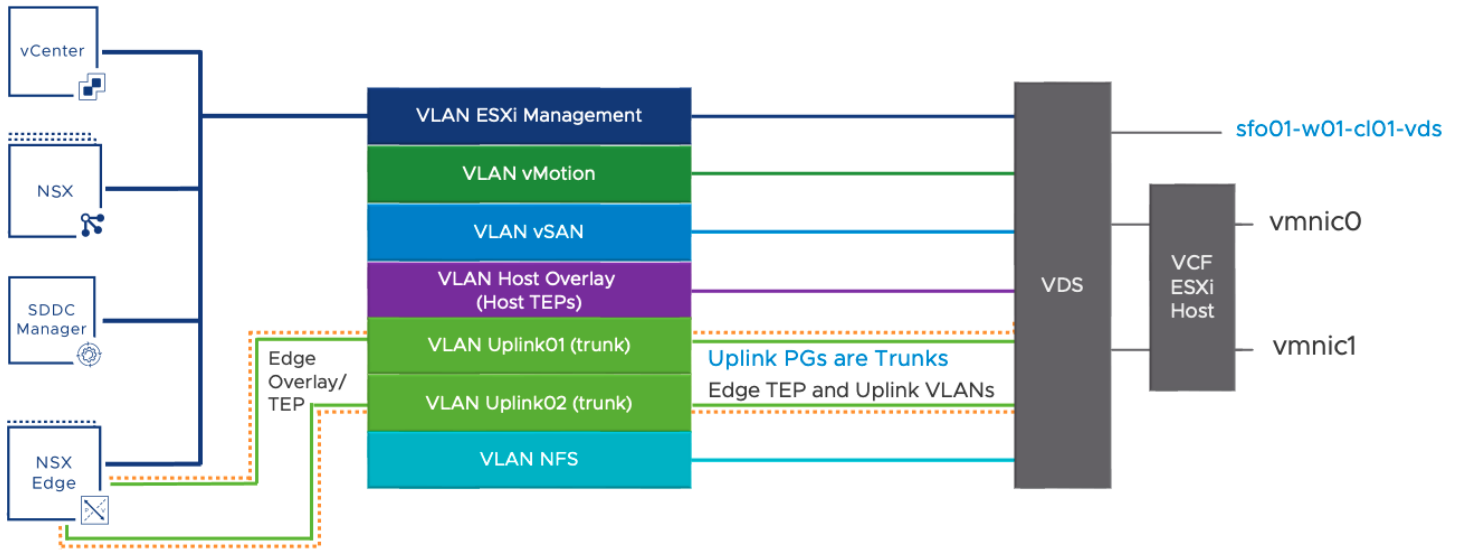 vCenter
NSX
SDDC
Manager
NSX
Edge
Edge
Overlay/
TEP
VLAN ESXi Management
VLAN vMotion
VLAN vSAN
VLAN Host Overlay
(Host TEPs)
VLAN Uplink01 (trunk)
VLAN Uplink02 (trunk)
VLAN NFS
Uplink PGs are Trunks
Edge TEP and Uplink VLANs
VDS
sfo01-w01-cl01-vds
VCF
ESXi
Host
vmnic0
vmnic1